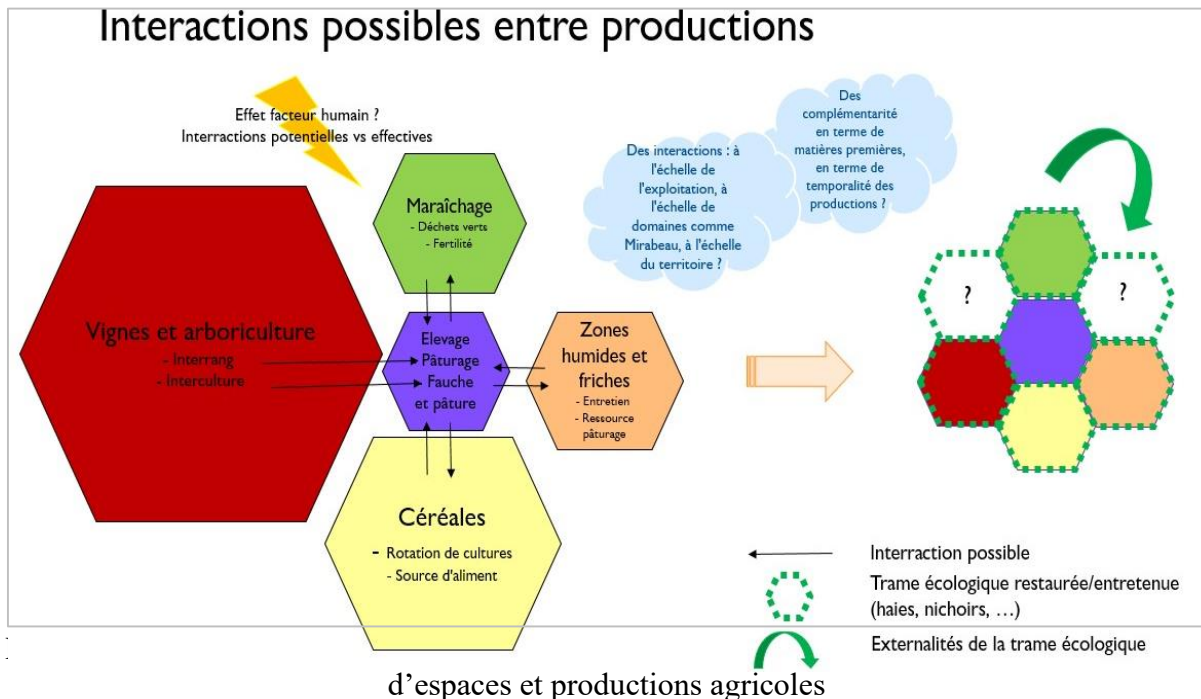 Interactions possibles entre productions
Effet facteur humain ?
Interractions potentielles vs effectives
Des interactions : à
l'échelle de
l'exploitation, à
l'échelle de
domaines comme
Mirabeau, à l'échelle
du territoire ?
Des
complémentarité
en terme de
matières premières,
en terme de
temporalité des
productions ?
Maraîchage
- Déchets verts
- Fertilité
Vignes et arboriculture
- Interrang
- Interculture
Elevage
Pâturage
Fauche
et pâture
Zones
humides et
friches
- Entretien
- Ressource
pâturage
Céréales
- Rotation de cultures
- Source d'aliment
?
?
Interraction possible
Trame écologique restaurée/entretenue
(haies, nichoirs, ...)
Externalités de la trame écologique
d'espaces et productions agricoles